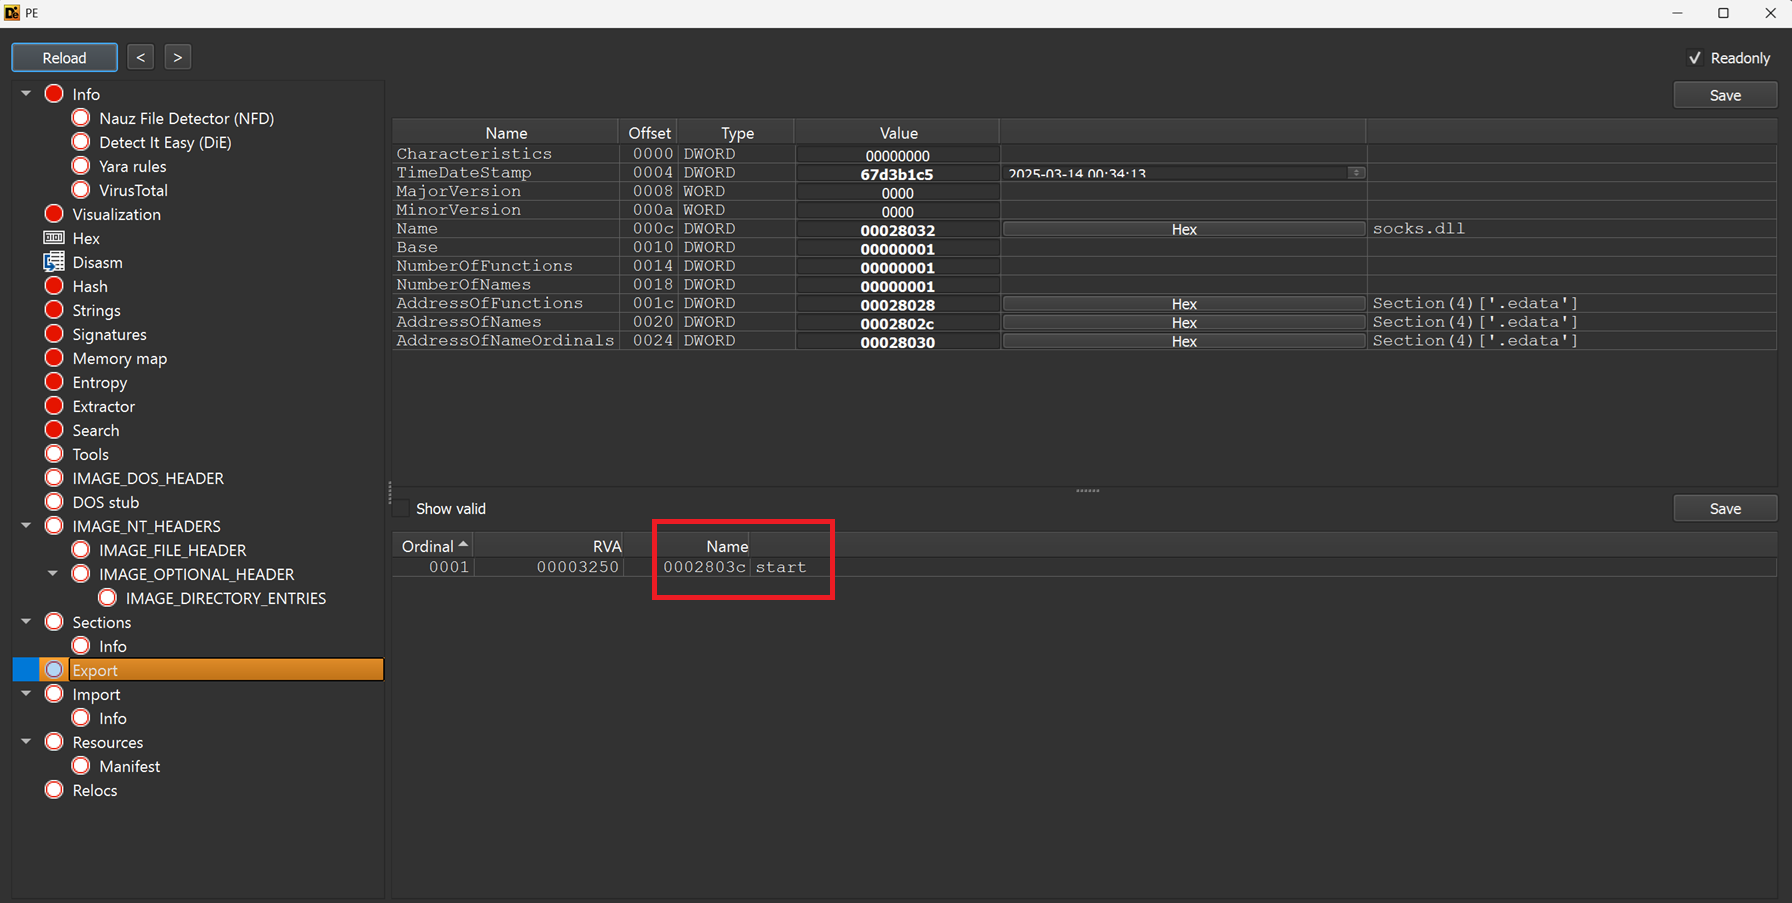 PE
Reload < > Readonly
Save
Info
Nauz File Detector (NFD)
Detect It Easy (DiE)
Yara rules
VirusTotal
Visualization
Hex
Disasm
Hash
Strings
Signatures
Memory map
Entropy
Extractor
Search
Tools
IMAGE_DOS_HEADER
DOS stub
IMAGE_NT_HEADERS
IMAGE_FILE_HEADER
IMAGE_OPTIONAL_HEADER
IMAGE_DIRECTORY_ENTRIES
Sections
Info
Export
Import
Info
Resources
Manifest
Relocs
Name Offset Type Value
Characteristics 0000 DWORD 00000000
TimeDateStamp 0004 DWORD 67d3b1c5 2025-03-14 00:34:13
MajorVersion 0008 WORD 0000
MinorVersion 000a WORD 0000
Name 000c DWORD 00028032 Hex socks.dll
Base 0010 DWORD 00000001
NumberOfFunctions 0014 DWORD 00000001
NumberOfNames 0018 DWORD 00000001
AddressOfFunctions 001c DWORD 00028028 Hex Section(4)['.edata']
AddressOfNames 0020 DWORD 0002802c Hex Section(4)['.edata']
AddressOfNameOrdinals 0024 DWORD 00028030 Hex Section(4)['.edata']
Show valid Save
Ordinal RVA Name
0001 00003250 0002803c start